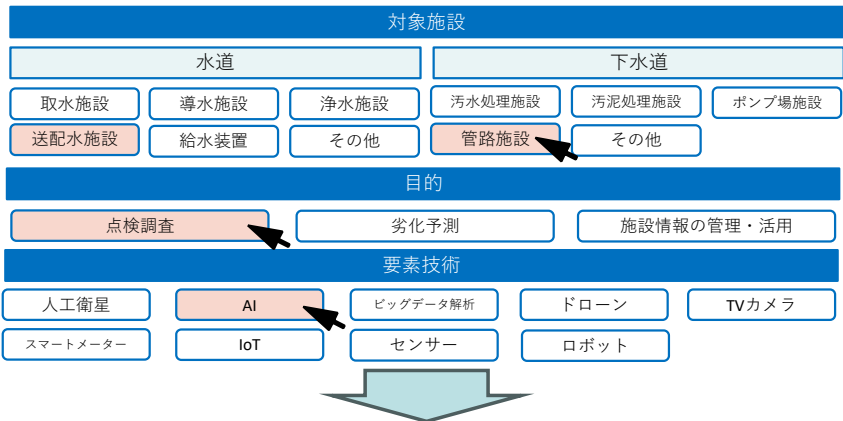 対象施設
水道 下水道
取水施設 導水施設 浄水施設 汚水処理施設 汚泥処理施設 ポンプ場施設
送配水施設 給水装置 その他 管路施設 その他
目的
点検調査 劣化予測 施設情報の管理・活用
要素技術
人工衛星 AI ビッグデータ解析 ドローン TVカメラ
スマートメーター IoT センサー ロボット